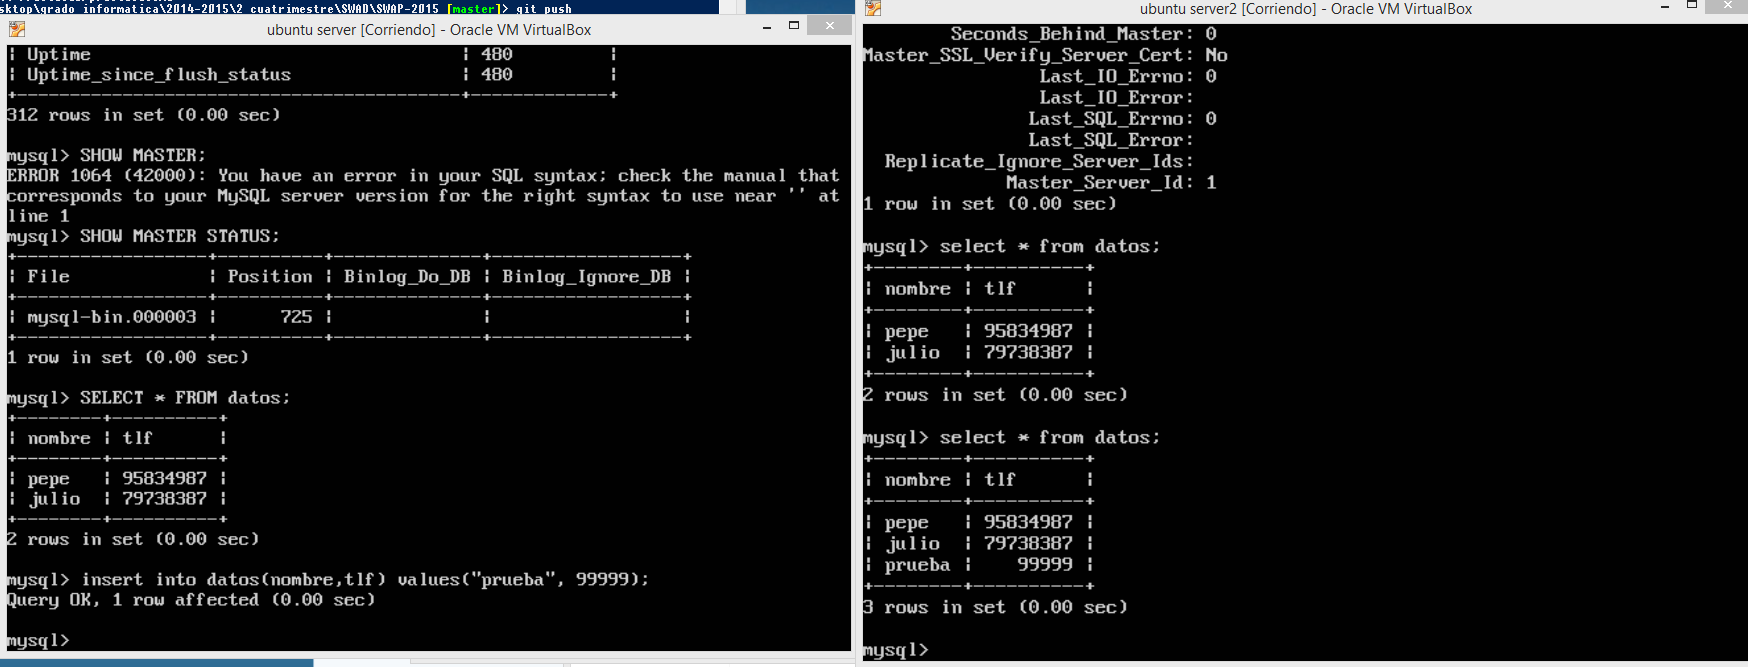 sktop\grado informatica\2014-2015\2 cuatrimestre\SWAD\SWAP-2015 [master]> git push
ubuntu server [Corriendo] - Oracle VM VirtualBox
| Uptime | 480 |
| Uptime_since_flush_status | 480 |
+------------------------------------------+-------------+
312 rows in set (0.00 sec)
mysql> SHOW MASTER;
ERROR 1064 (42000): You have an error in your SQL syntax; check the manual that
corresponds to your MySQL server version for the right syntax to use near '' at
line 1
mysql> SHOW MASTER STATUS;
+------------------+----------+--------------+------------------+
| File | Position | Binlog_Do_DB | Binlog_Ignore_DB |
+------------------+----------+--------------+------------------+
| mysql-bin.000003 | 725 | | |
+------------------+----------+--------------+------------------+
1 row in set (0.00 sec)
mysql> SELECT * FROM datos;
+--------+----------+
| nombre | tlf |
+--------+----------+
| pepe | 95834987 |
| julio | 79738387 |
+--------+----------+
2 rows in set (0.00 sec)
mysql> insert into datos(nombre,tlf) values("prueba", 99999);
Query OK, 1 row affected (0.00 sec)
mysql>
ubuntu server2 [Corriendo] - Oracle VM VirtualBox
Seconds_Behind_Master: 0
Master_SSL_Verify_Server_Cert: No
Last_IO_Errno: 0
Last_IO_Error:
Last_SQL_Errno: 0
Last_SQL_Error:
Replicate_Ignore_Server_Ids:
Master_Server_Id: 1
1 row in set (0.00 sec)
mysql> select * from datos;
+--------+----------+
| nombre | tlf |
+--------+----------+
| pepe | 95834987 |
| julio | 79738387 |
+--------+----------+
2 rows in set (0.00 sec)
mysql> select * from datos;
+--------+----------+
| nombre | tlf |
+--------+----------+
| pepe | 95834987 |
| julio | 79738387 |
| prueba | 99999 |
+--------+----------+
3 rows in set (0.00 sec)
mysql>